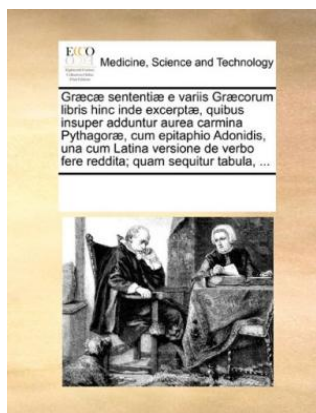 ECCO
Medicine, Science and Technology
Græcæ sententiæ e variis Græcorum
libris hinc inde excerptæ, quibus
insuper adduntur aurea carmina
Pythagoræ, cum epitaphio Adonidis,
una cum Latina versione de verbo
fere reddita; quam sequitur tabula, ...